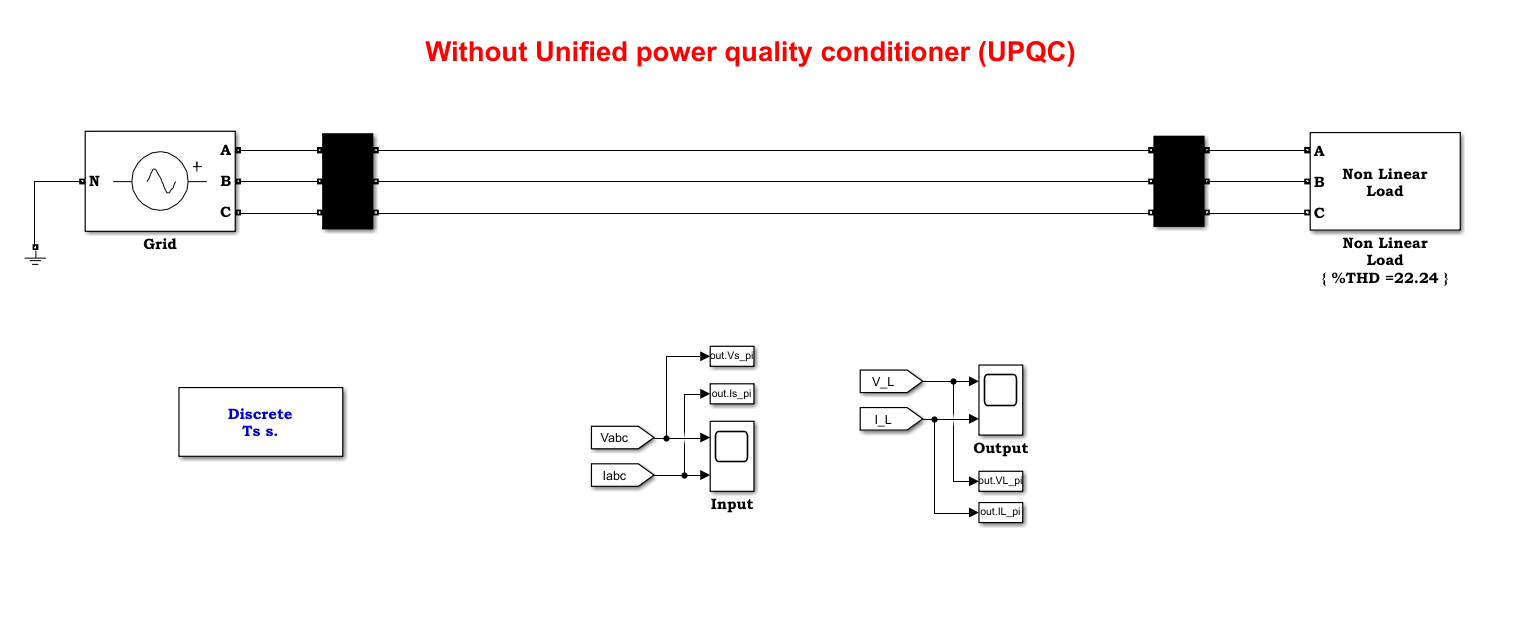 Without Unified power quality conditioner (UPQC)
N
A
B
C
Grid
A
B
C
Non Linear
Load
Non Linear
Load
{ %THD =22.24 }
Discrete
Ts s.
out.Vs_pi
out.Is_pi
Vabc
Iabc
Input
V_L
I_L
Output
out.VL_pi
out.IL_pi